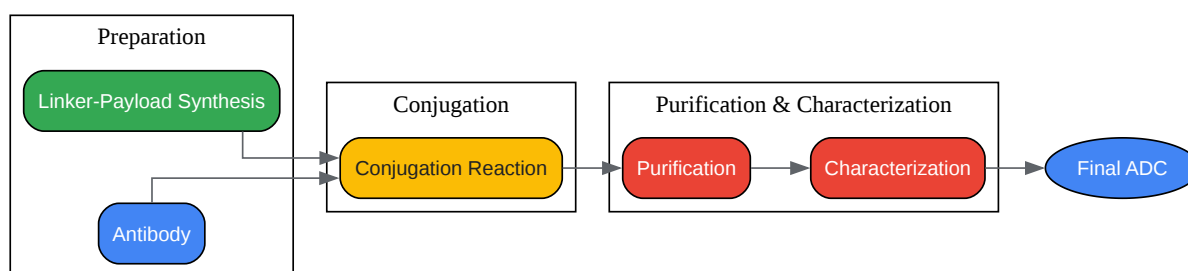 Preparation
Linker-Payload Synthesis
Antibody
Conjugation
Conjugation Reaction
Purification & Characterization
Purification
Characterization
Final ADC